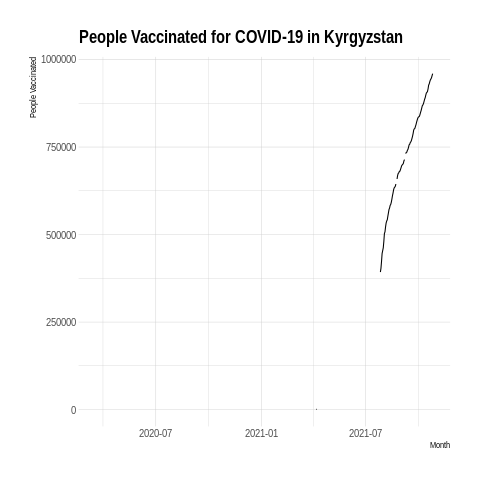 People Vaccinated for COVID-19 in Kyrgyzstan
People Vaccinated
1000000
750000
500000
250000
0
2020-07 2021-01 2021-07
Month